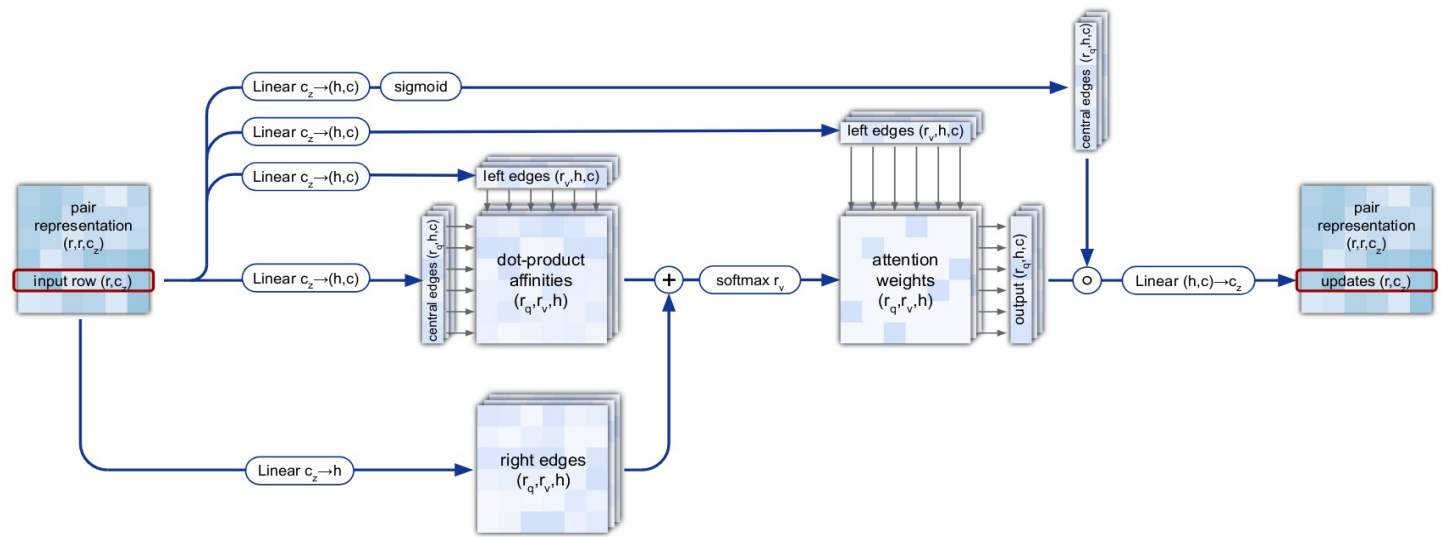 pair
representation
(r,r,c_z)
input row (r,c_z)
Linear c_z→(h,c)
sigmoid
central edges (r_q,h,c)
Linear c_z→(h,c)
left edges (r_v,h,c)
Linear c_z→(h,c)
left edges (r_v,h,c)
Linear c_z→(h,c)
central edges (r_q,h,c)
dot-product
affinities
(r_q,r_v,h)
+
softmax r_v
attention
weights
(r_q,r_v,h)
output (r_q,h,c)
Linear (h,c)→c_z
pair
representation
(r,r,c_z)
updates (r,c_z)
Linear c_z→h
right edges
(r_q,r_v,h)